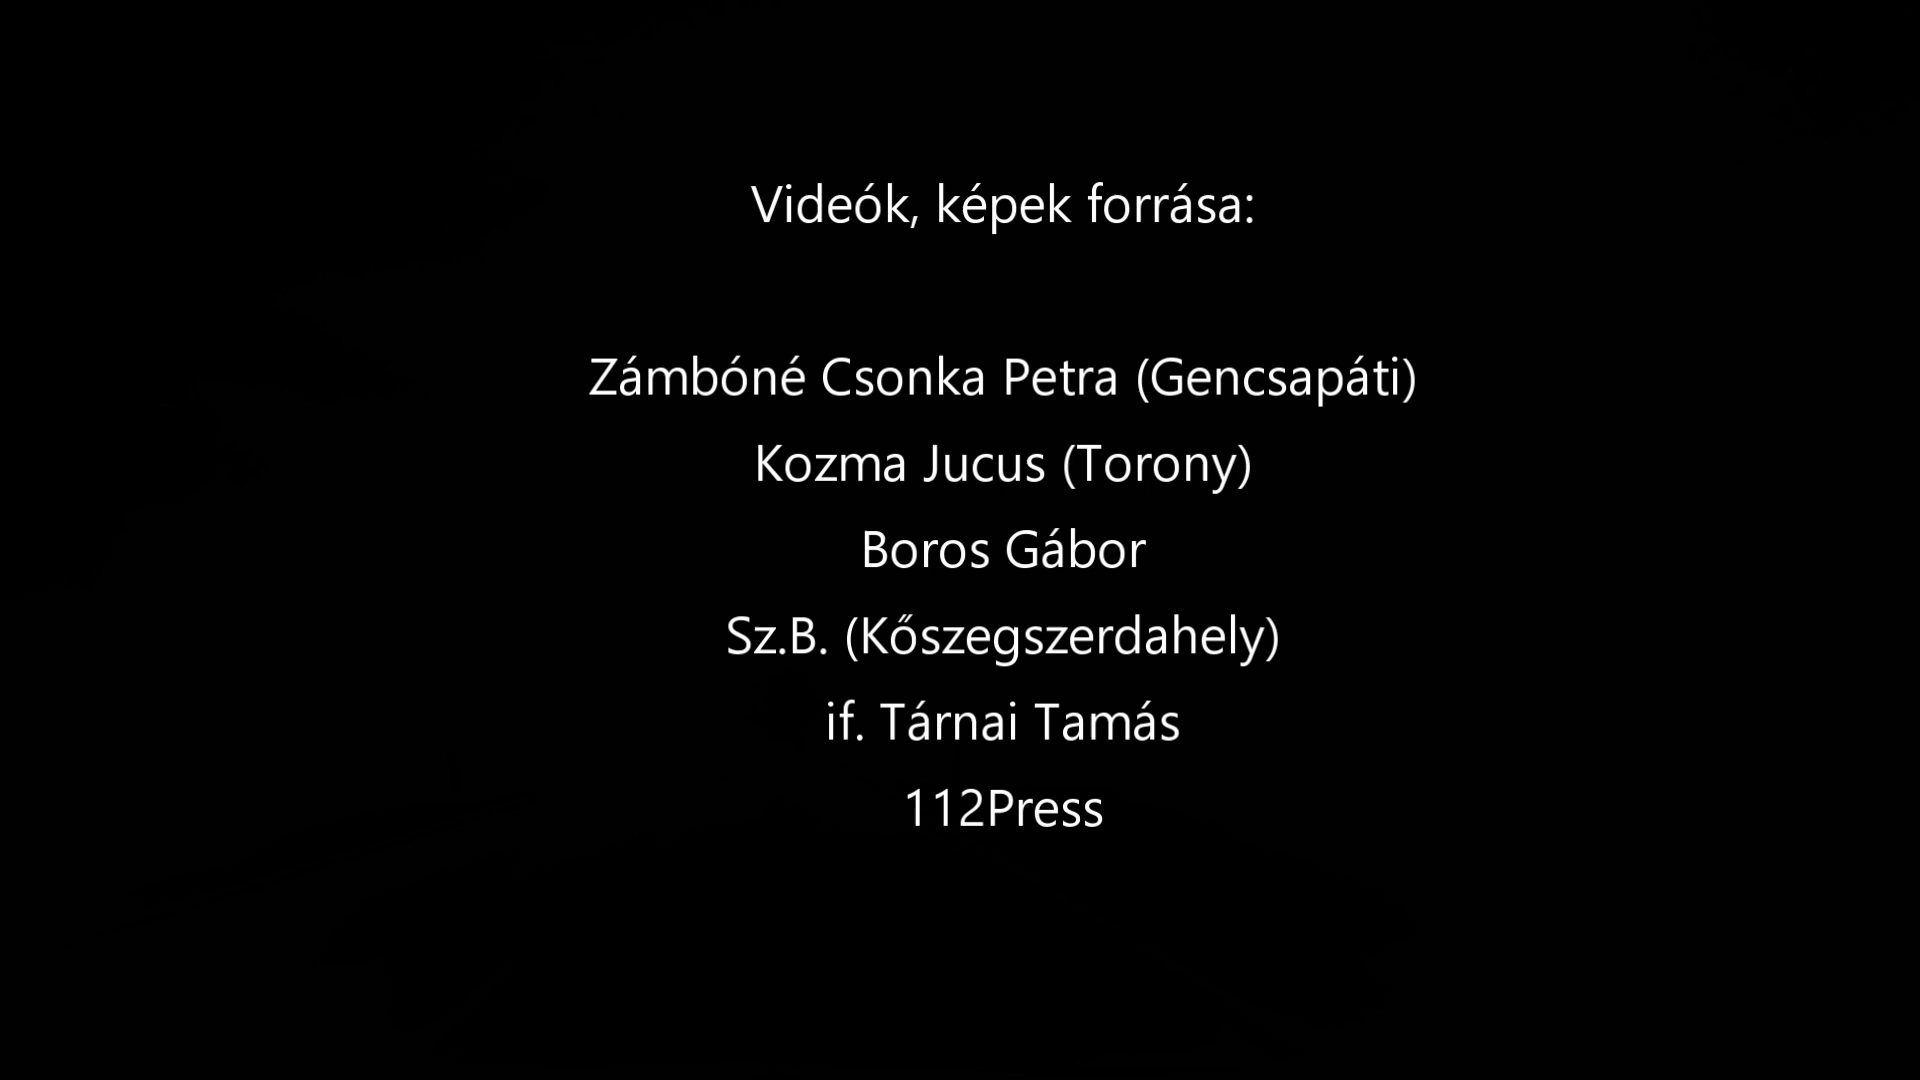 Videók, képek forrása:
Zámbóné Csonka Petra (Gencsapáti)
Kozma Jucus (Torony)
Boros Gábor
Sz.B. (Kőszegszerdahely)
if. Tárnai Tamás
112Press